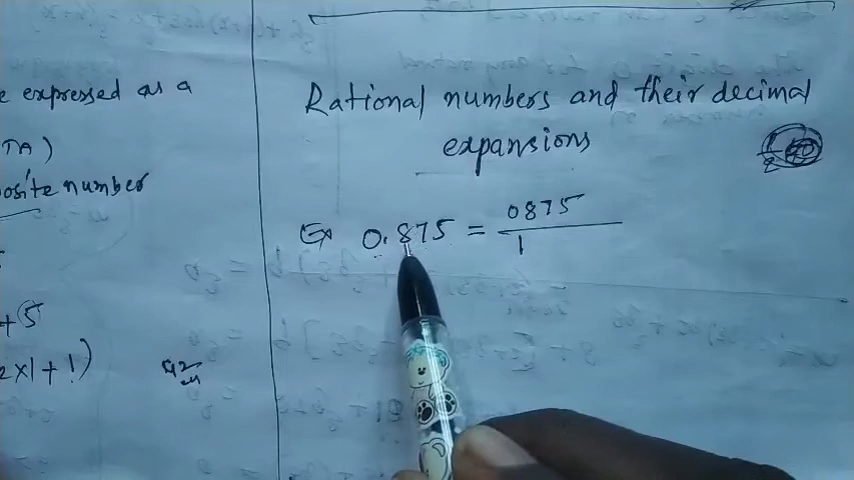 e expressed as a
TA)
osite number
+5
2x1+1)
Rational numbers and their decimal
expansions
Ex 0.875 = 0875
1